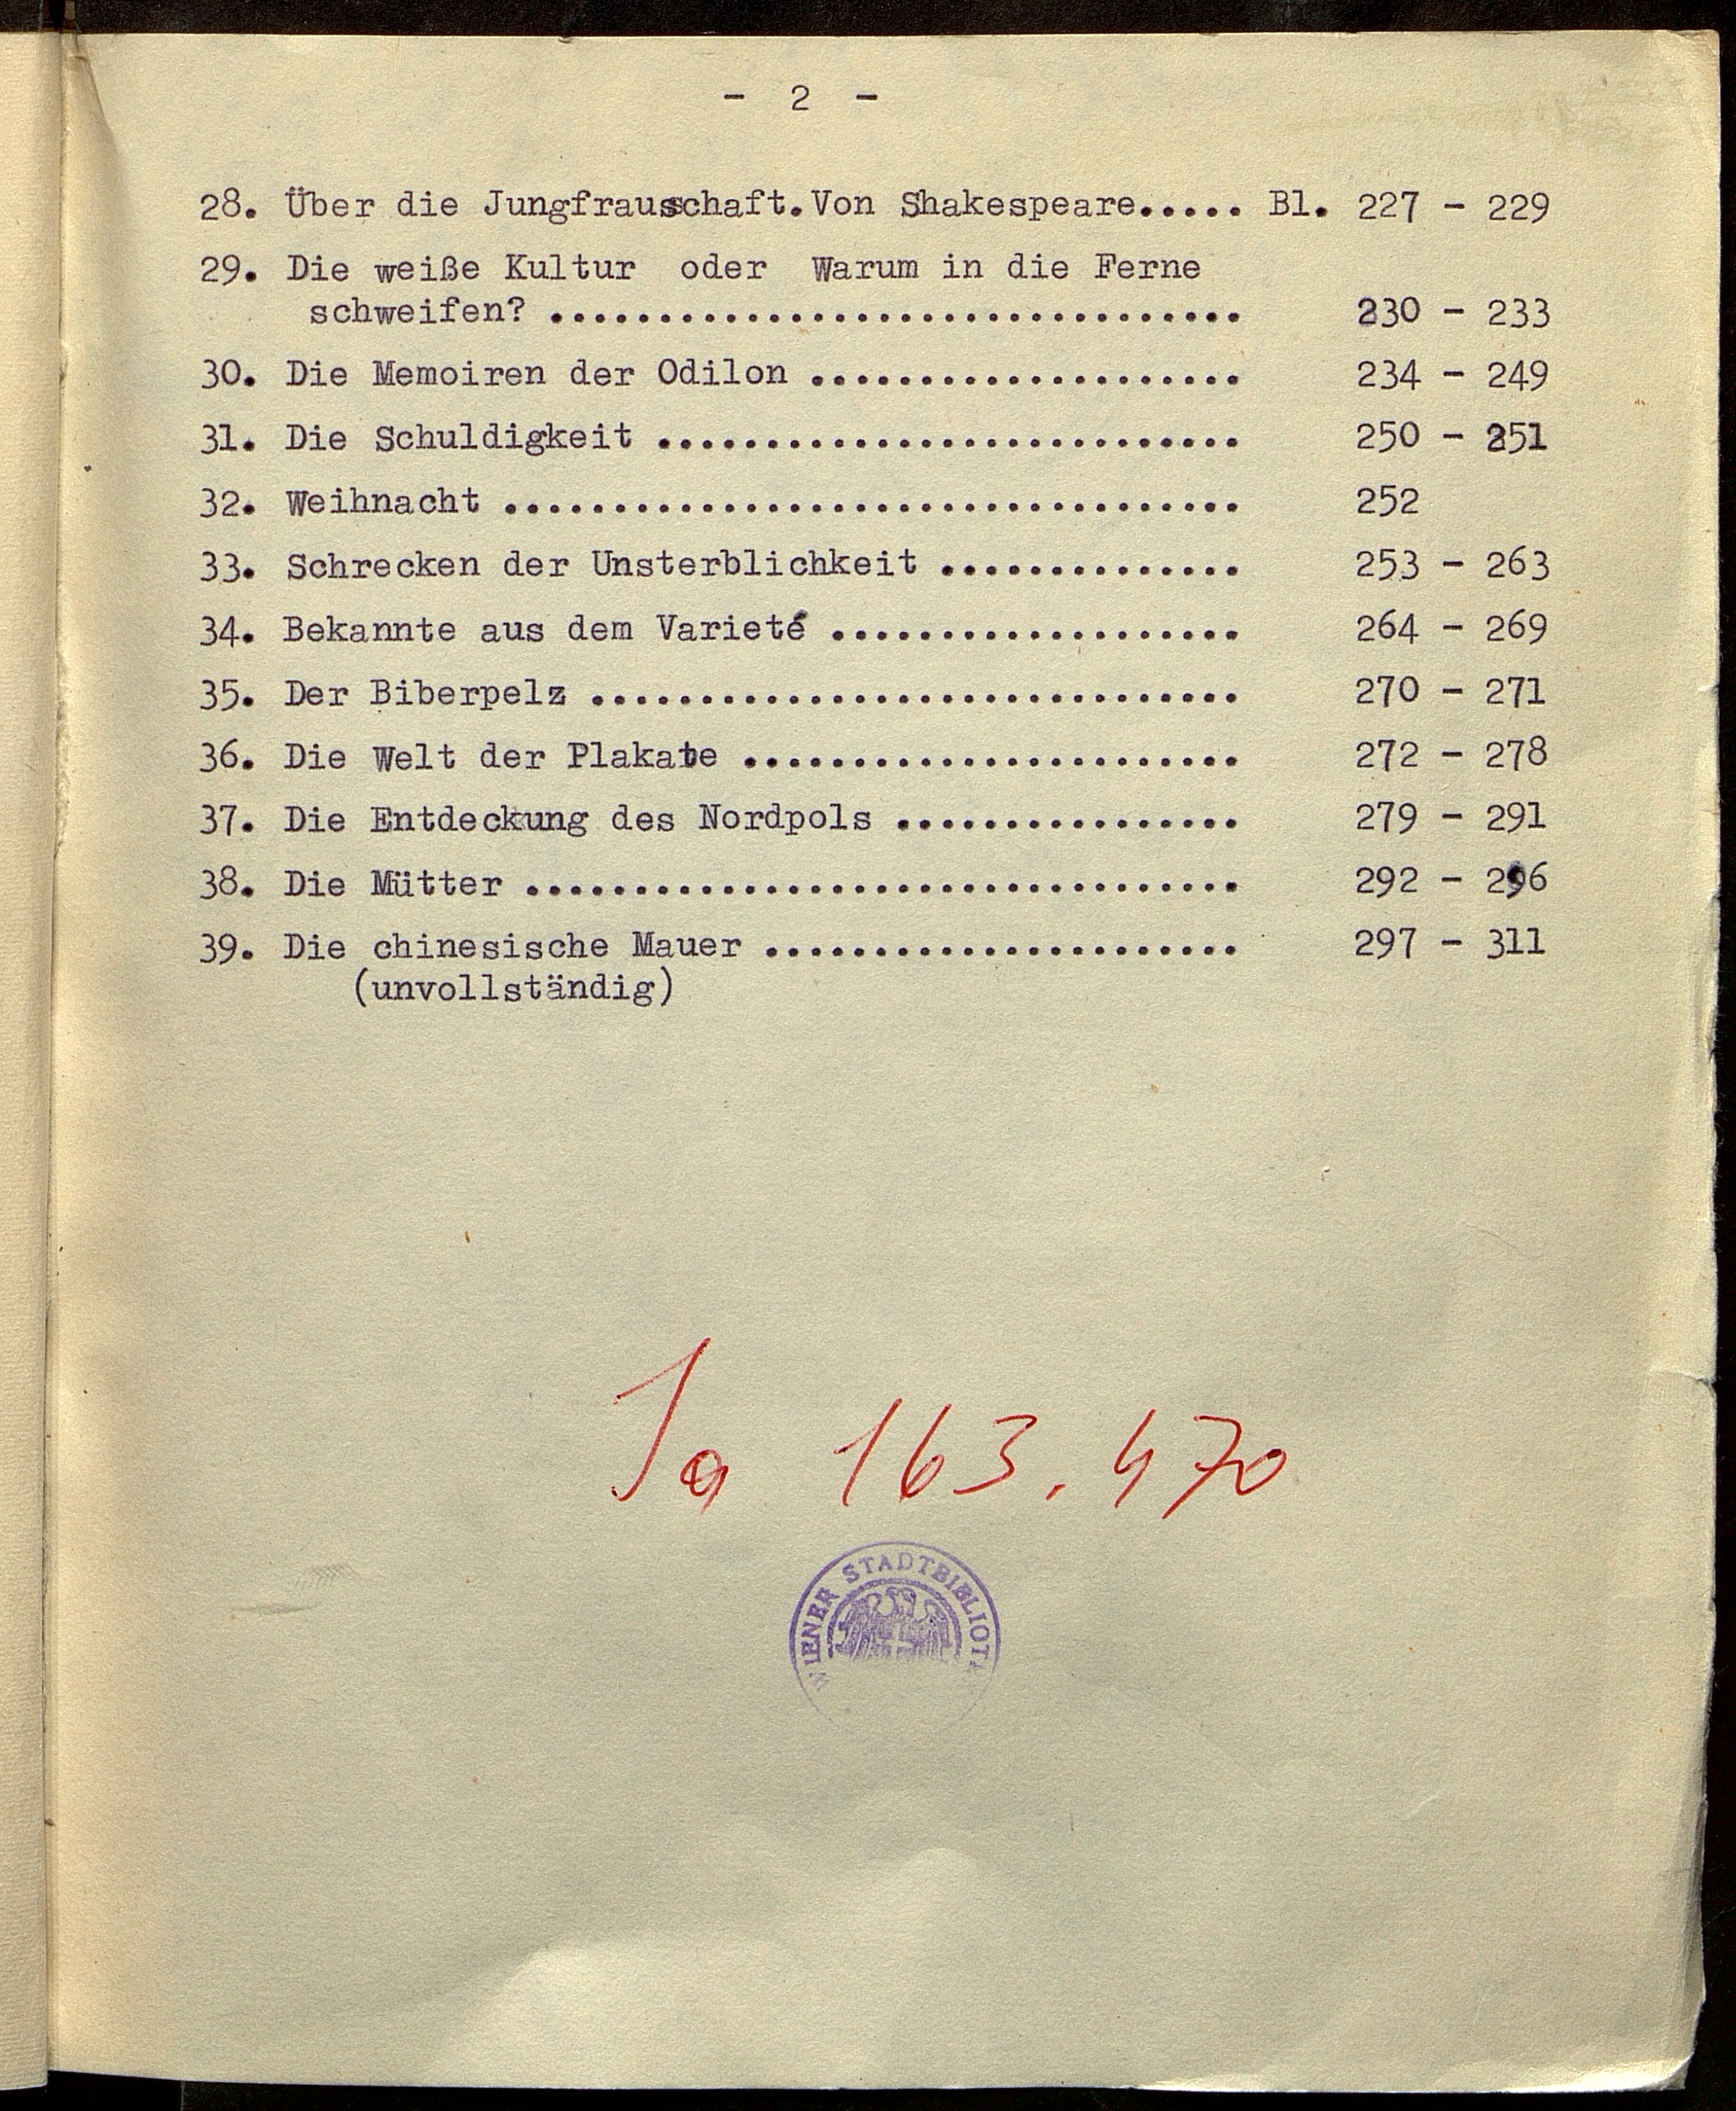 - 2 -
28. Über die Jungfrauschaft.Von Shakespeare..... Bl. 227 - 229
29. Die weiße Kultur oder Warum in die Ferne
schweifen? ................................ 230 - 233
30. Die Memoiren der Odilon .................... 234 - 249
31. Die Schuldigkeit ........................... 250 - 251
32. Weihnacht .................................. 252
33. Schrecken der Unsterblichkeit .............. 253 - 263
34. Bekannte aus dem Varieté ................... 264 - 269
35. Der Biberpelz .............................. 270 - 271
36. Die Welt der Plakate ....................... 272 - 278
37. Die Entdeckung des Nordpols ................ 279 - 291
38. Die Mütter ................................. 292 - 296
39. Die chinesische Mauer ...................... 297 - 311
(unvollständig)
Ja 163.470
WIENER STADTBIBLIOT